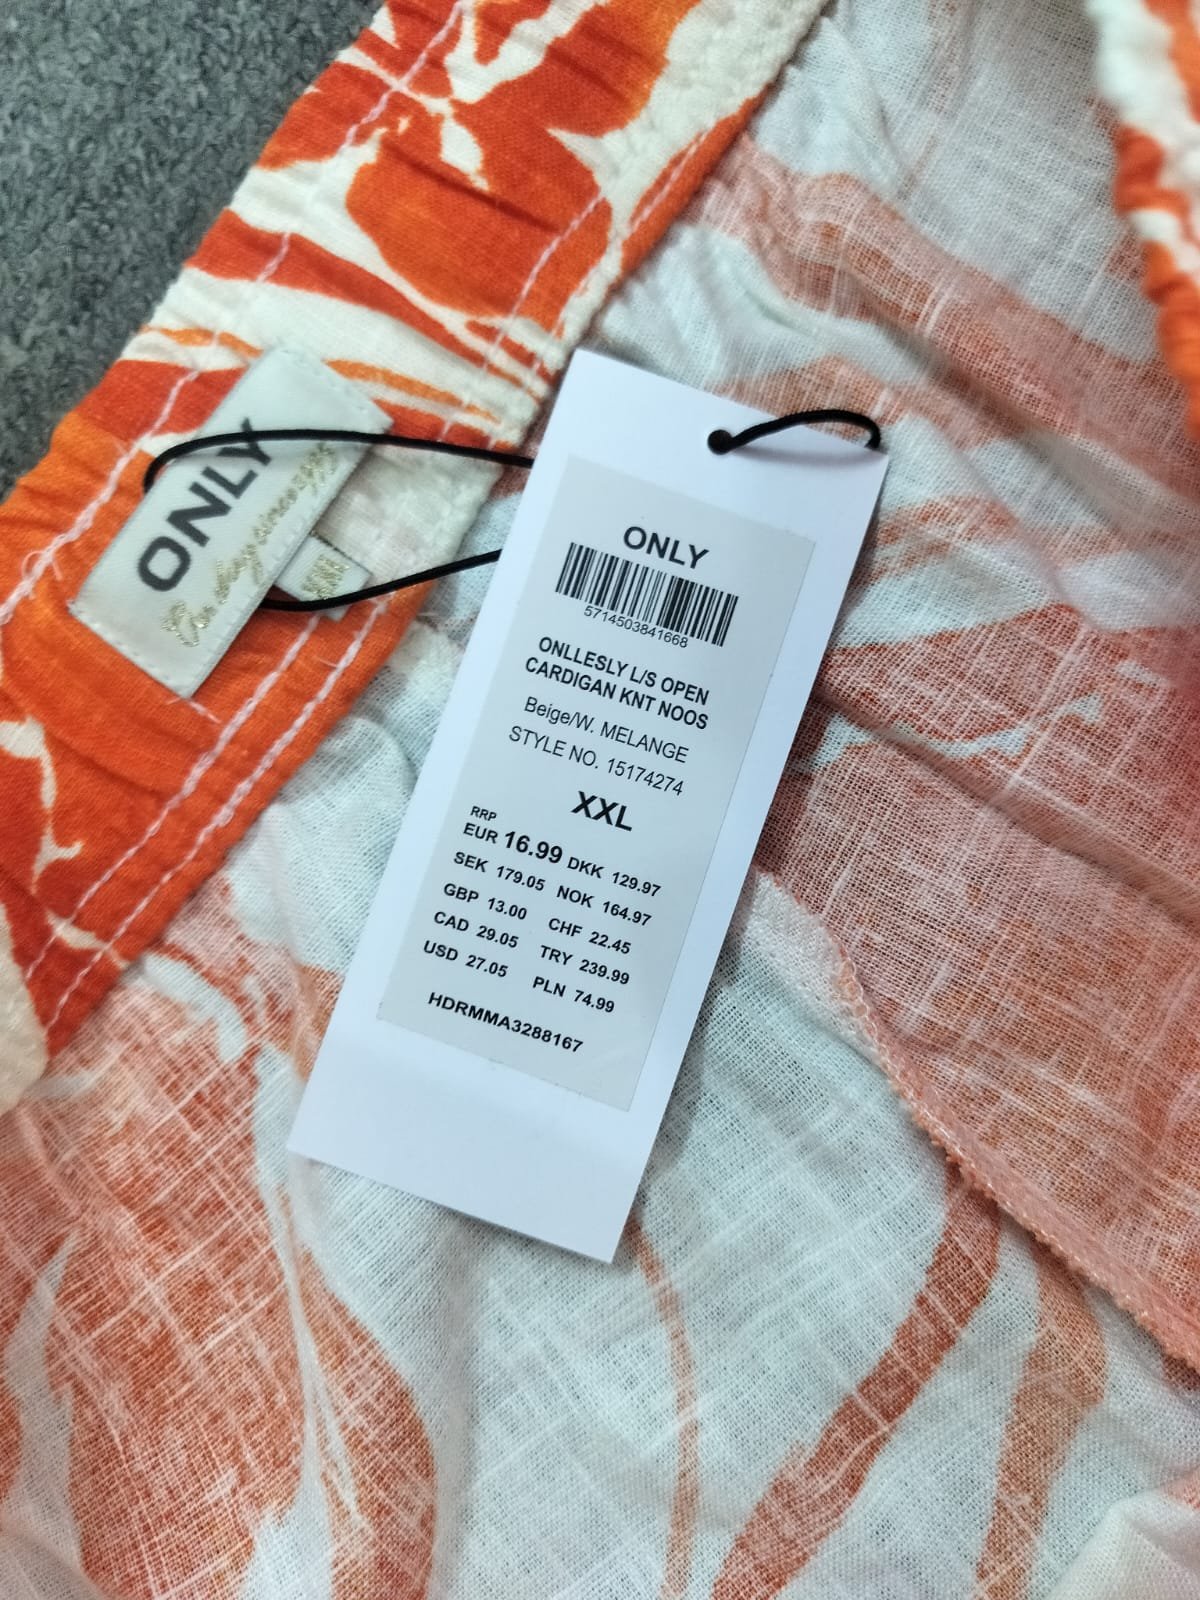 ONLY
ONLY
5714503841668
ONLLESLY L/S OPEN
CARDIGAN KNT NOOS
Beige/W. MELANGE
STYLE NO. 15174274
XXL
RRP
EUR 16.99 DKK 129.97
SEK 179.05 NOK 164.97
GBP 13.00 CHF 22.45
CAD 29.05 TRY 239.99
USD 27.05 PLN 74.99
HDRMMA3288167